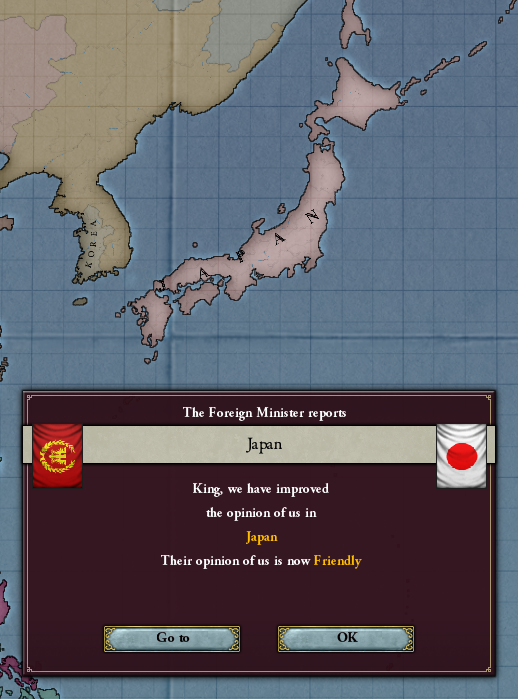 KOREA
JAPAN
The Foreign Minister reports
Japan
King, we have improved
the opinion of us in
Japan
Their opinion of us is now Friendly
Go to
OK